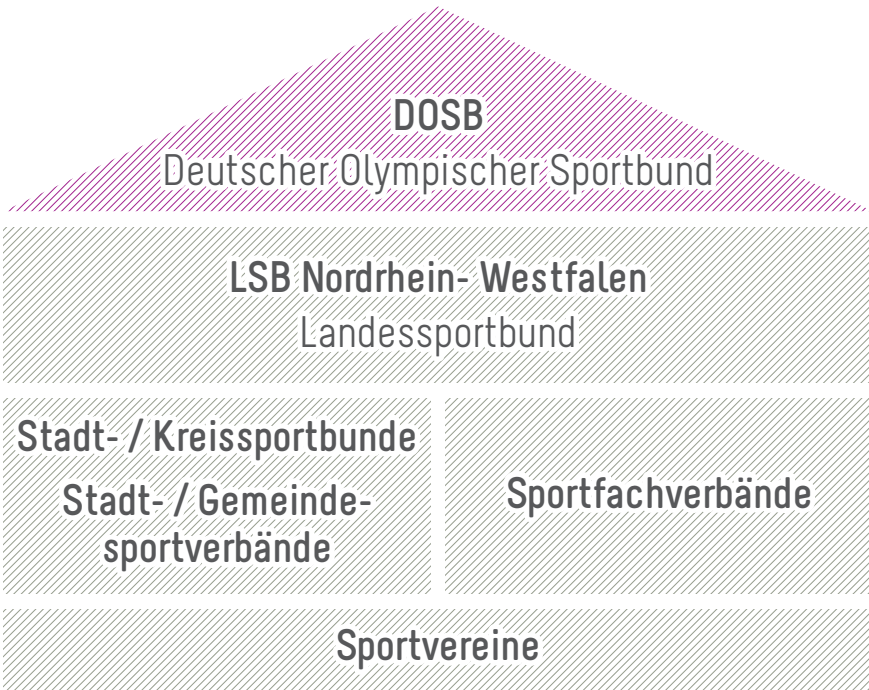 DOSB
Deutscher Olympischer Sportbund
LSB Nordrhein- Westfalen
Landessportbund
Stadt- / Kreissportbunde
Stadt- / Gemeinde-
sportverbände
Sportfachverbände
Sportvereine